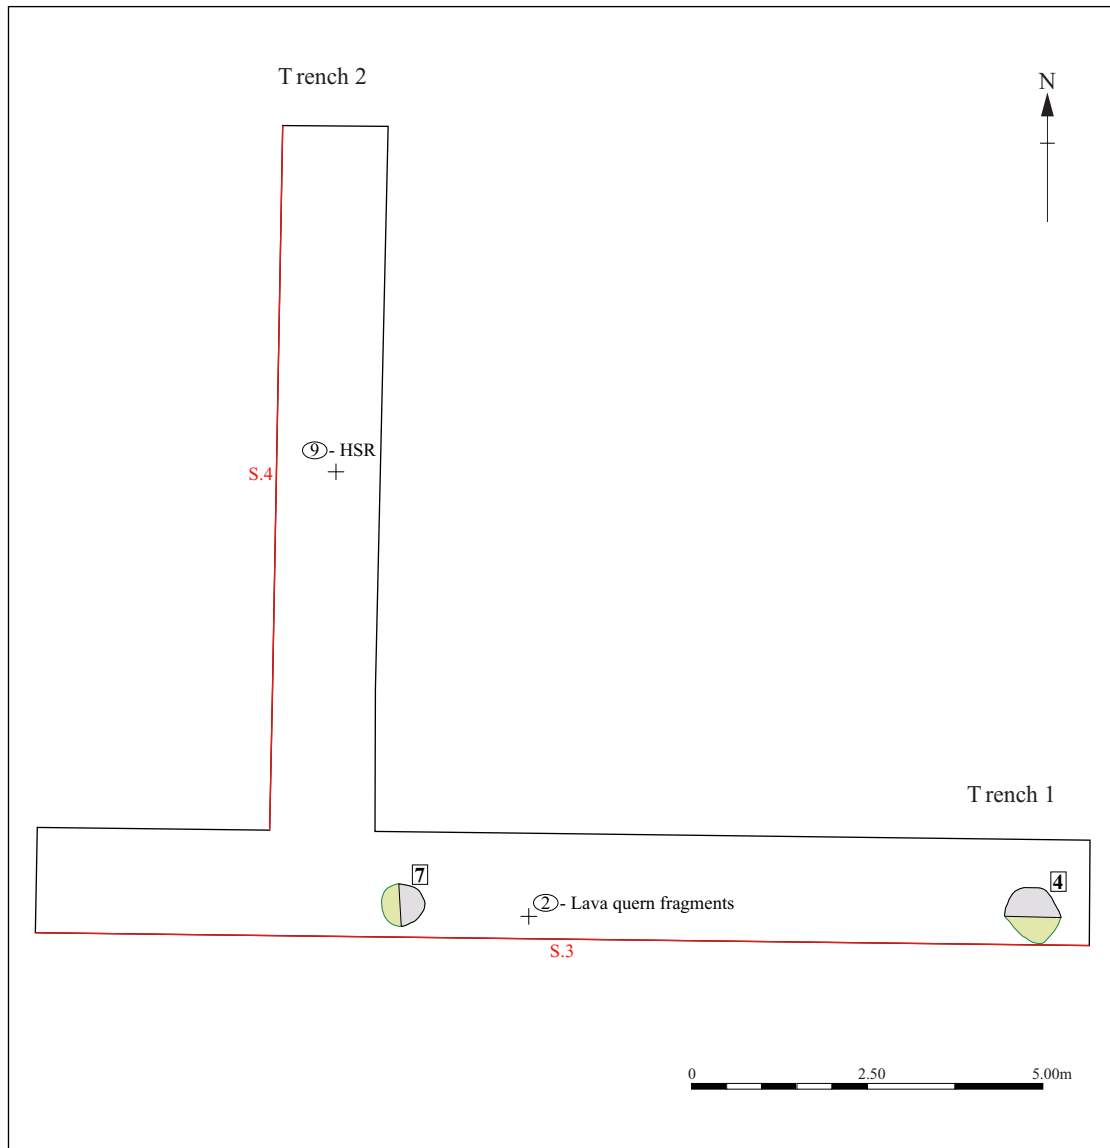 T rench 2
N
9 - HSR
S.4
T rench 1
7
4
2 - Lava quern fragments
S.3
0 2.50 5.00m